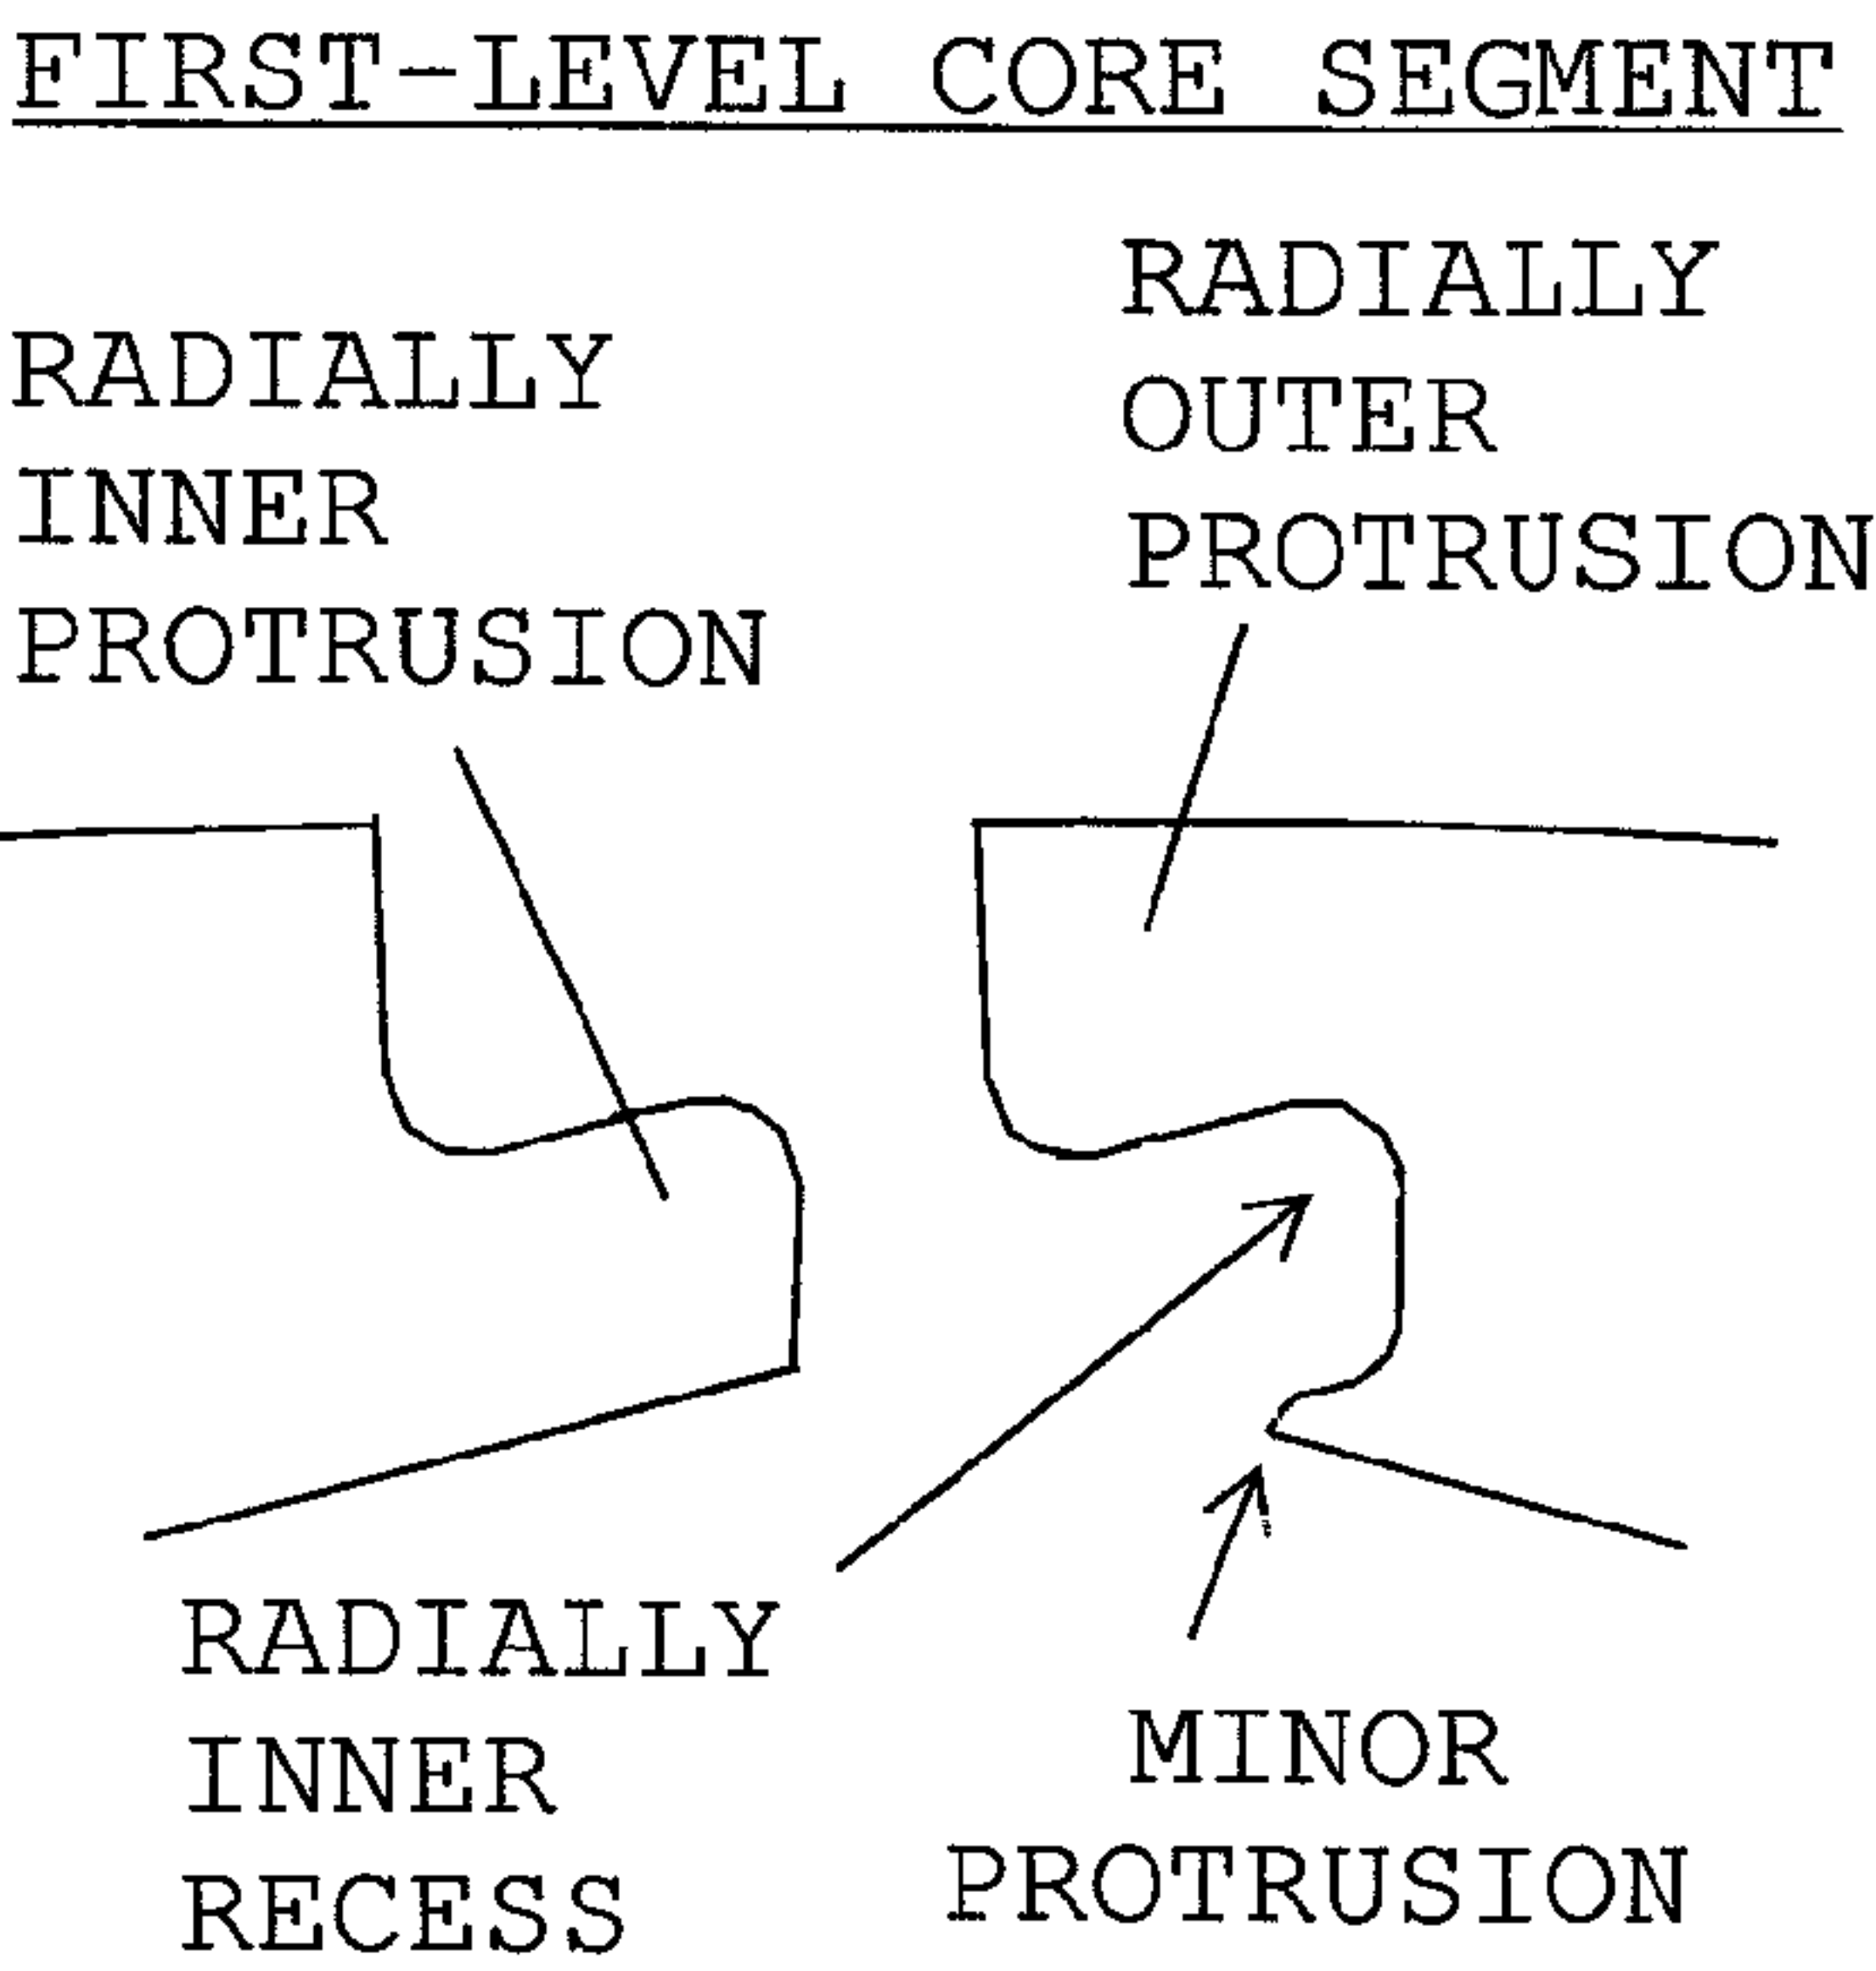 FIRST-LEVEL CORE SEGMENT
RADIALLY
INNER
PROTRUSION
RADIALLY
OUTER
PROTRUSION
RADIALLY
INNER
RECESS
MINOR
PROTRUSION